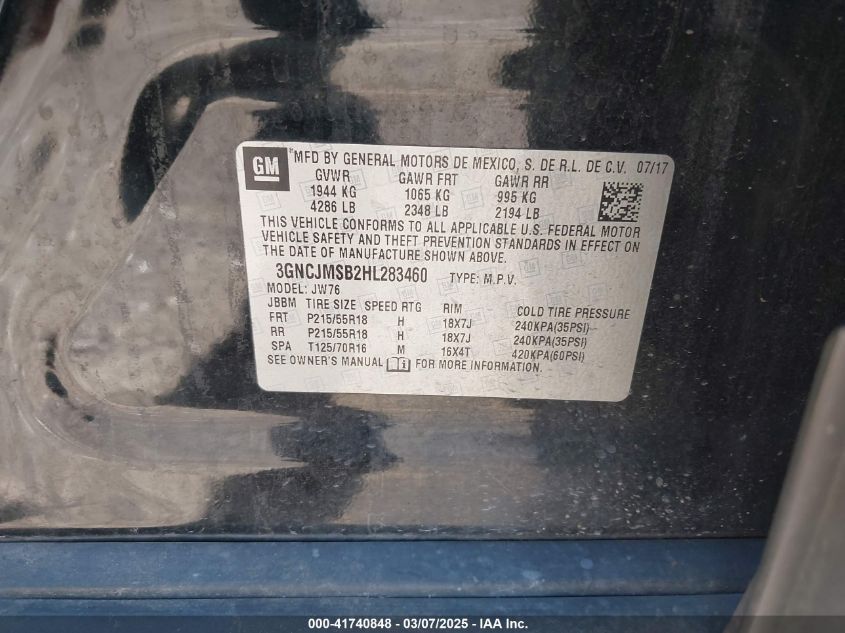 GM MFD BY GENERAL MOTORS DE MEXICO, S. DE R.L. DE C.V. 07/17
GVWR GAWR FRT GAWR RR
1944 KG 1065 KG 995 KG
4286 LB 2348 LB 2194 LB
THIS VEHICLE CONFORMS TO ALL APPLICABLE U.S. FEDERAL MOTOR
VEHICLE SAFETY AND THEFT PREVENTION STANDARDS IN EFFECT ON
THE DATE OF MANUFACTURE SHOWN ABOVE.
3GNCJMSB2HL283460 TYPE: M.P.V.
MODEL: JW76
JBBM TIRE SIZE SPEED RTG RIM COLD TIRE PRESSURE
FRT P215/55R18 H 18X7J 240KPA(35PSI)
RR P215/55R18 H 18X7J 240KPA(35PSI)
SPA T125/70R16 M 16X4T 420KPA(60PSI)
SEE OWNER'S MANUAL FOR MORE INFORMATION.
000-41740848 - 03/07/2025 - IAA Inc.